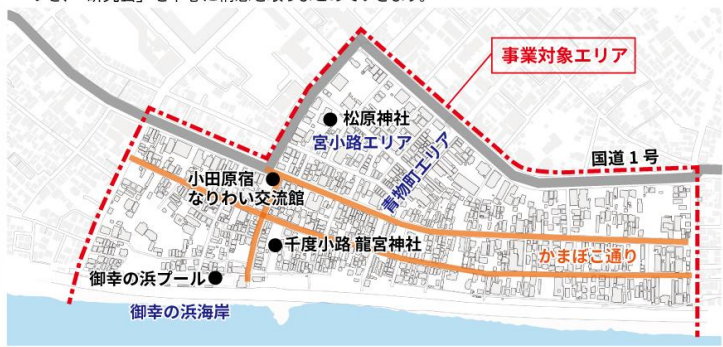 事業対象エリア
松原神社
宮小路エリア
青物町エリア
国道1号
小田原宿
なりわい交流館
千度小路 龍宮神社
かまぼこ通り
御幸の浜プール
御幸の浜海岸